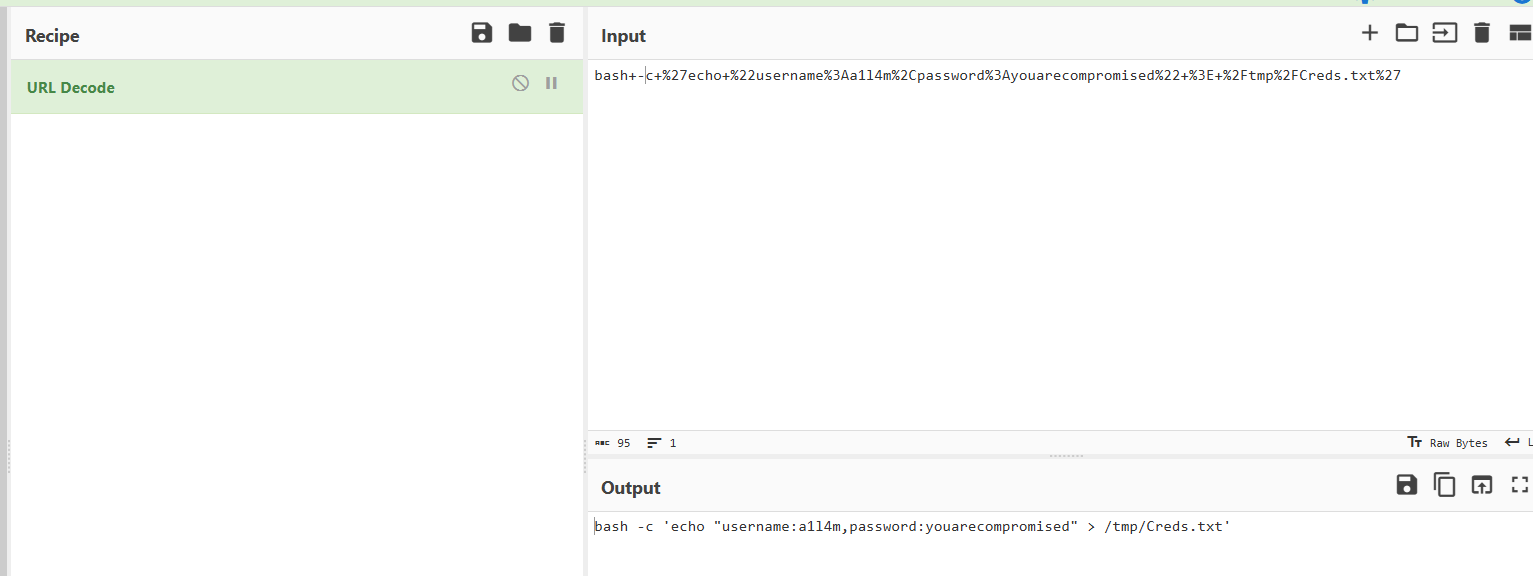 Recipe
URL Decode
Input
bash+-c+%27echo+%22username%3Aa1l4m%2Cpassword%3Ayouarecompromised%22+%3E+%2Ftmp%2FCreds.txt%27
ABC 95 1
Raw Bytes L
Output
bash -c 'echo "username:a1l4m,password:youarecompromised" > /tmp/Creds.txt'